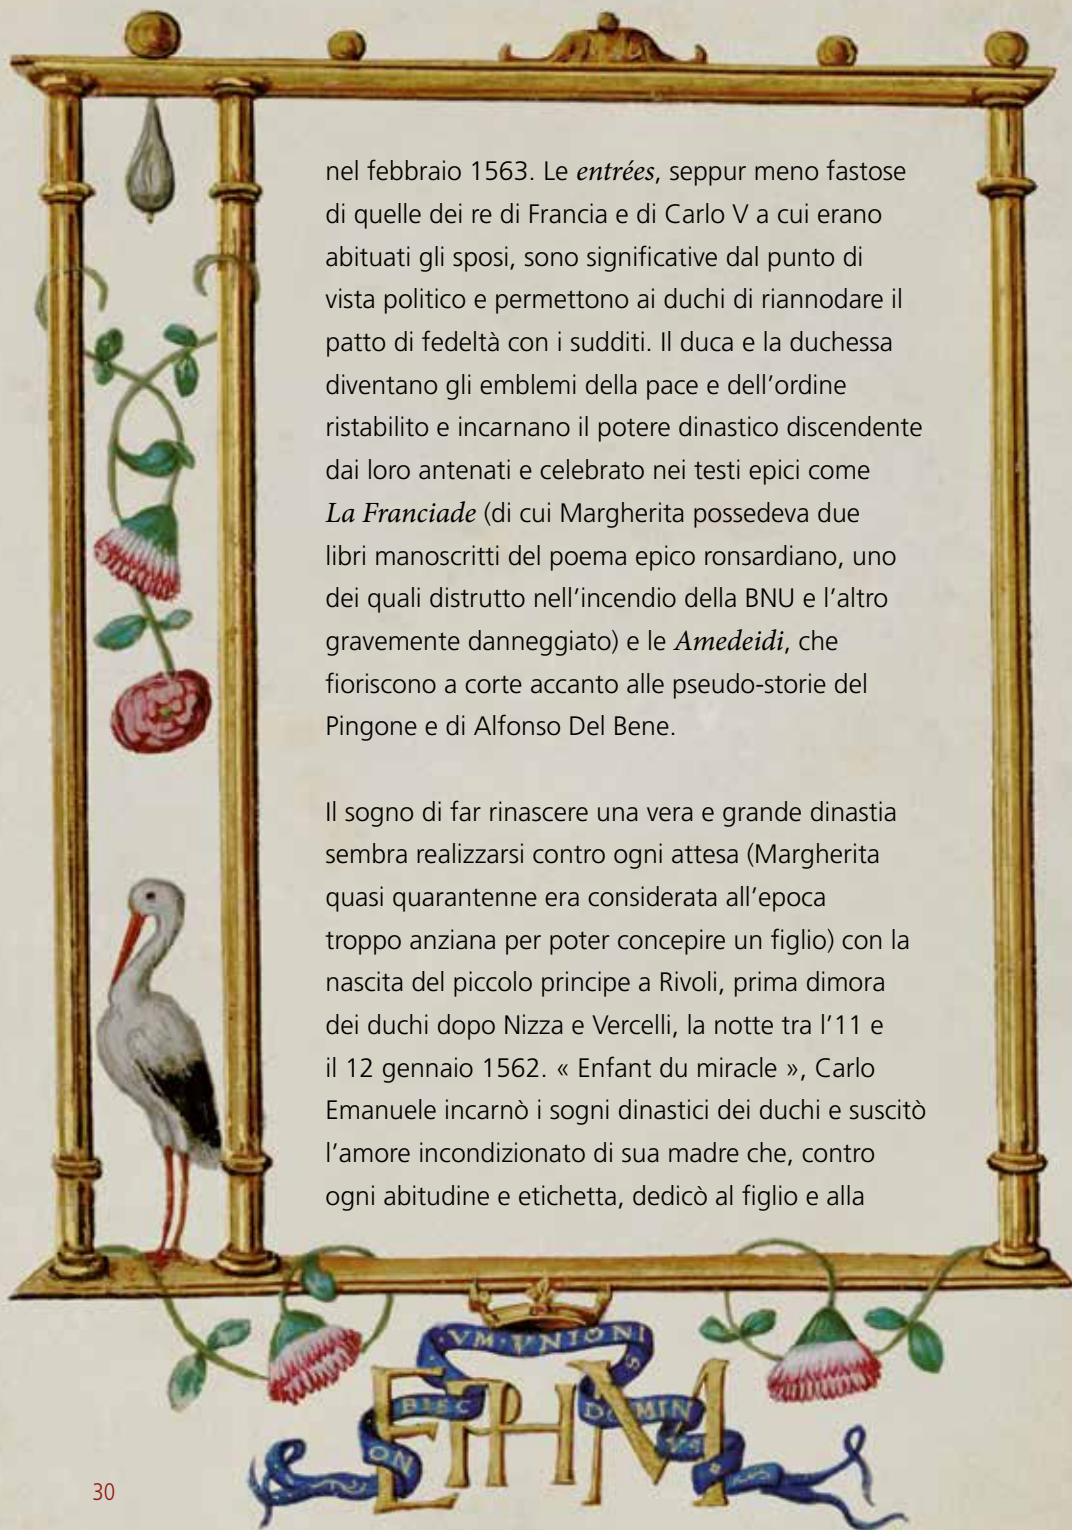 nel febbraio 1563. Le entrées, seppur meno fastose
di quelle dei re di Francia e di Carlo V a cui erano
abituati gli sposi, sono significative dal punto di
vista politico e permettono ai duchi di riannodare il
patto di fedeltà con i sudditi. Il duca e la duchessa
diventano gli emblemi della pace e dell’ordine
ristabilito e incarnano il potere dinastico discendente
dai loro antenati e celebrato nei testi epici come
La Franciade (di cui Margherita possedeva due
libri manoscritti del poema epico ronsardiano, uno
dei quali distrutto nell’incendio della BNU e l’altro
gravemente danneggiato) e le Amedeidi, che
fioriscono a corte accanto alle pseudo-storie del
Pingone e di Alfonso Del Bene.
Il sogno di far rinascere una vera e grande dinastia
sembra realizzarsi contro ogni attesa (Margherita
quasi quarantenne era considerata all’epoca
troppo anziana per poter concepire un figlio) con la
nascita del piccolo principe a Rivoli, prima dimora
dei duchi dopo Nizza e Vercelli, la notte tra l’11 e
il 12 gennaio 1562. « Enfant du miracle », Carlo
Emanuele incarnò i sogni dinastici dei duchi e suscitò
l’amore incondizionato di sua madre che, contro
ogni abitudine e etichetta, dedicò al figlio e alla
VM·VNIONIS
EPHM
DOMINVS
ON
30